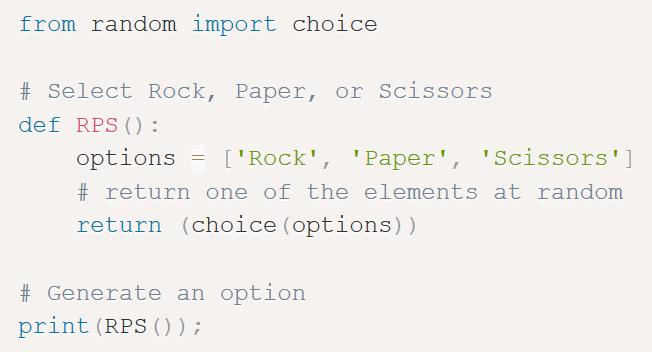 from random import choice

# Select Rock, Paper, or Scissors
def RPS():
    options = ['Rock', 'Paper', 'Scissors']
    # return one of the elements at random
    return (choice(options))

# Generate an option
print(RPS());